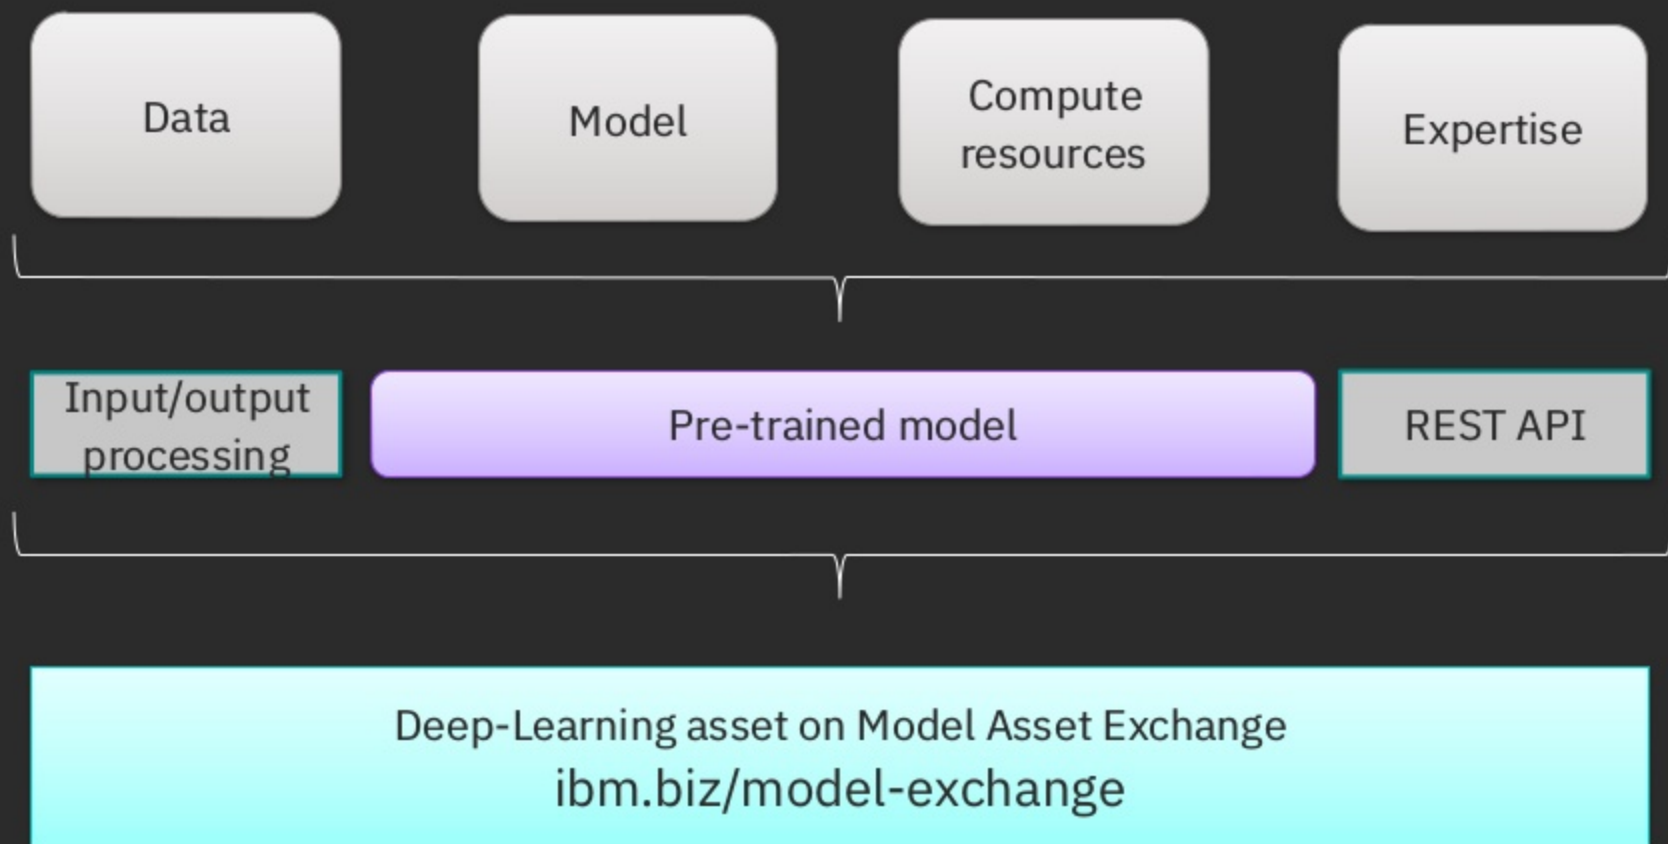 Data
Model
Compute
resources
Expertise
Input/output
processing
Pre-trained model
REST API
Deep-Learning asset on Model Asset Exchange
ibm.biz/model-exchange